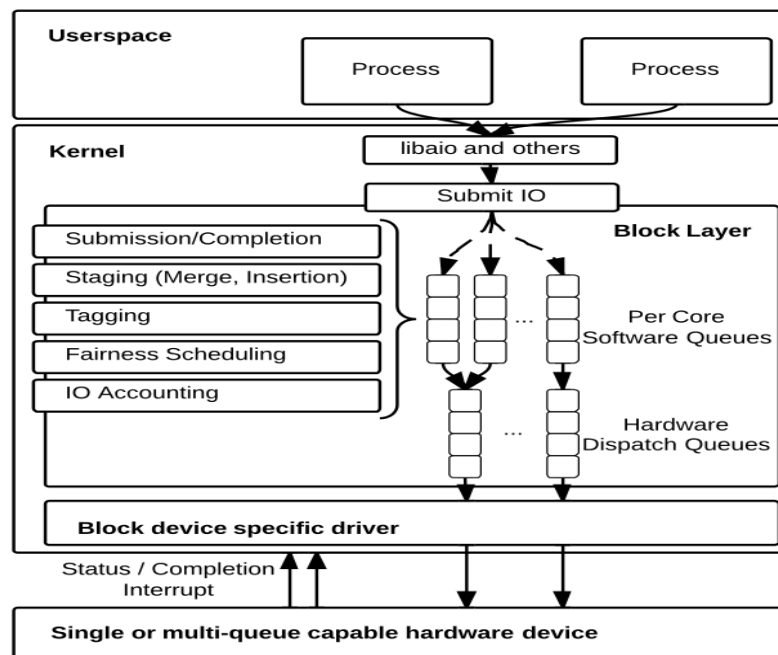 Userspace
Process
Process
Kernel
libaio and others
Submit IO
Block Layer
Submission/Completion
Staging (Merge, Insertion)
Tagging
Fairness Scheduling
IO Accounting
...
Per Core
Software Queues
...
Hardware
Dispatch Queues
Block device specific driver
Status / Completion
Interrupt
Single or multi-queue capable hardware device